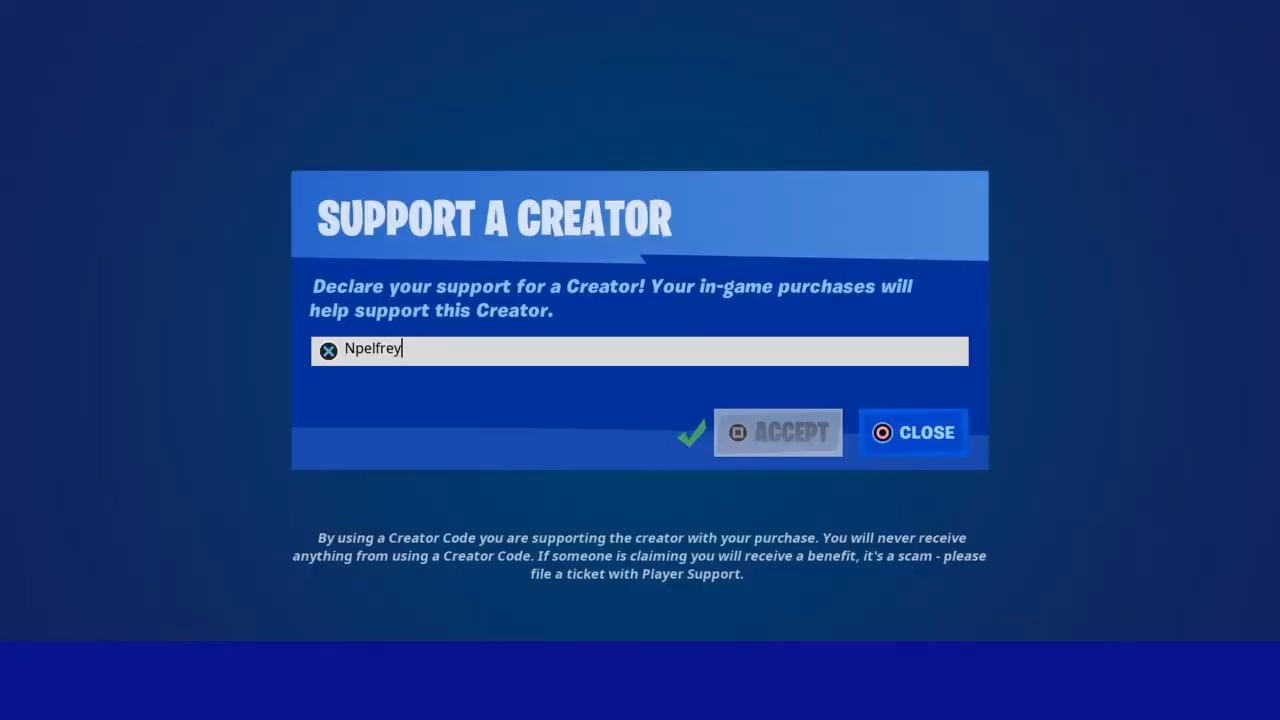 SUPPORT A CREATOR
Declare your support for a Creator! Your in-game purchases will
help support this Creator.
Npelfrey
ACCEPT
CLOSE
By using a Creator Code you are supporting the creator with your purchase. You will never receive
anything from using a Creator Code. If someone is claiming you will receive a benefit, it's a scam - please
file a ticket with Player Support.